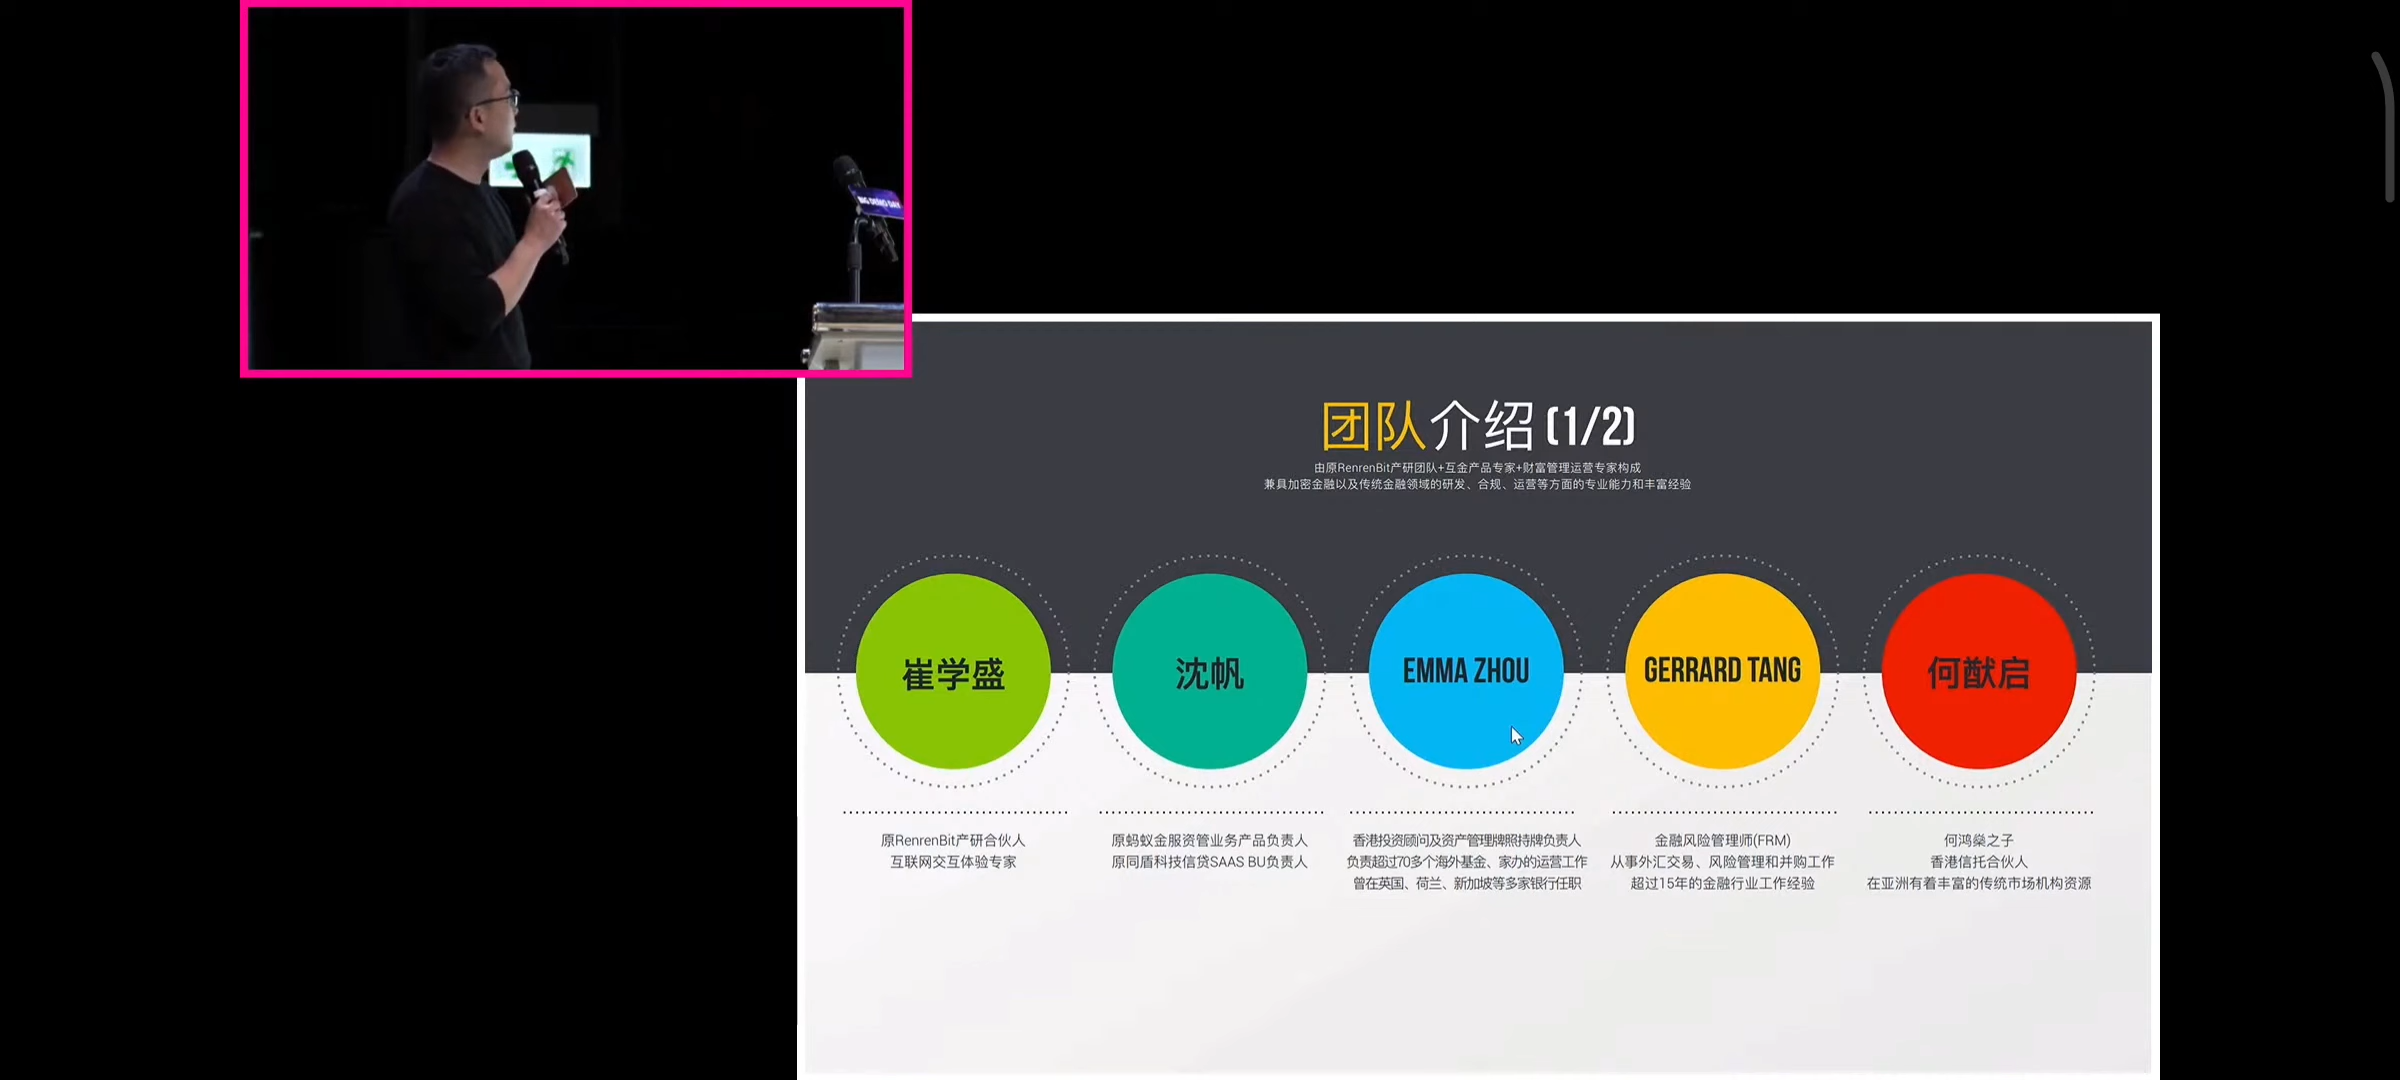 BIG DEMO DAY
团队介绍(1/2)
由原RenrenBit产研团队+互金产品专家+财富管理运营专家构成
兼具加密金融以及传统金融领域的研发、合规、运营等方面的专业能力和丰富经验
崔学盛
沈帆
EMMA ZHOU
GERRARD TANG
何猷启
原RenrenBit产研合伙人
互联网交互体验专家
原蚂蚁金服资管业务产品负责人
原同盾科技信贷SAAS BU负责人
香港投资顾问及资产管理牌照持牌负责人
负责超过70多个海外基金、家办的运营工作
曾在英国、荷兰、新加坡等多家银行任职
金融风险管理师(FRM)
从事外汇交易、风险管理和并购工作
超过15年的金融行业工作经验
何鸿燊之子
香港信托合伙人
在亚洲有着丰富的传统市场机构资源